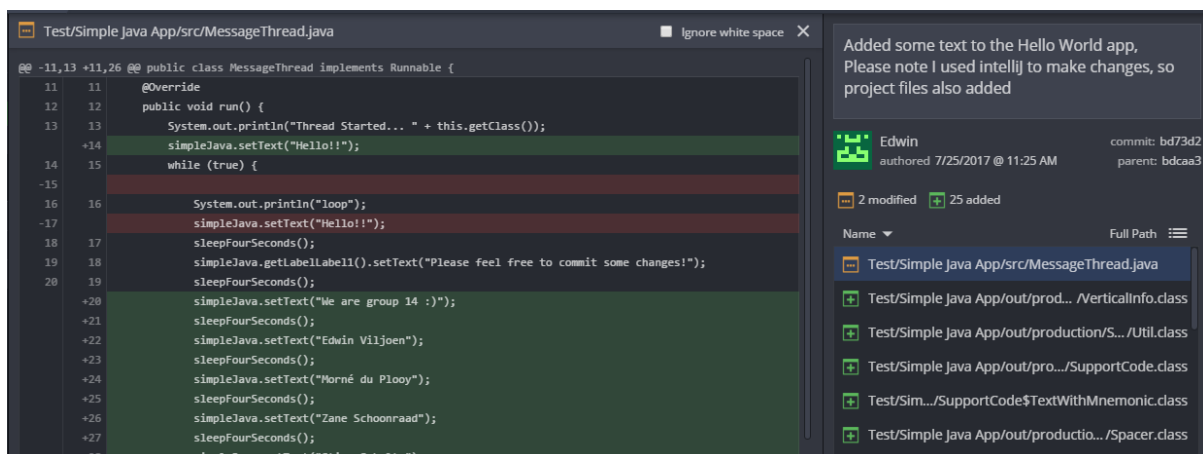 Test/Simple Java App/src/MessageThread.java
Ignore white space
@@ -11,13 +11,26 @@ public class MessageThread implements Runnable {
11 11 @Override
12 12 public void run() {
13 13 System.out.println("Thread Started... " + this.getClass());
+14 simpleJava.setText("Hello!!");
14 15 while (true) {
-15
16 16 System.out.println("loop");
-17 simpleJava.setText("Hello!!");
18 17 sleepFourSeconds();
19 18 simpleJava.getLabelLabel1().setText("Please feel free to commit some changes!");
20 19 sleepFourSeconds();
+20 simpleJava.setText("We are group 14 :)");
+21 sleepFourSeconds();
+22 simpleJava.setText("Edwin Viljoen");
+23 sleepFourSeconds();
+24 simpleJava.setText("Morné du Plooy");
+25 sleepFourSeconds();
+26 simpleJava.setText("Zane Schoonraad");
+27 sleepFourSeconds();
Added some text to the Hello World app,
Please note I used intelliJ to make changes, so
project files also added
Edwin
commit: bd73d2
authored 7/25/2017 @ 11:25 AM
parent: bdcaa3
2 modified 25 added
Name Full Path
Test/Simple Java App/src/MessageThread.java
Test/Simple Java App/out/prod... /VerticalInfo.class
Test/Simple Java App/out/production/S... /Util.class
Test/Simple Java App/out/pro.../SupportCode.class
Test/Sim.../SupportCode$TextWithMnemonic.class
Test/Simple Java App/out/productio... /Spacer.class